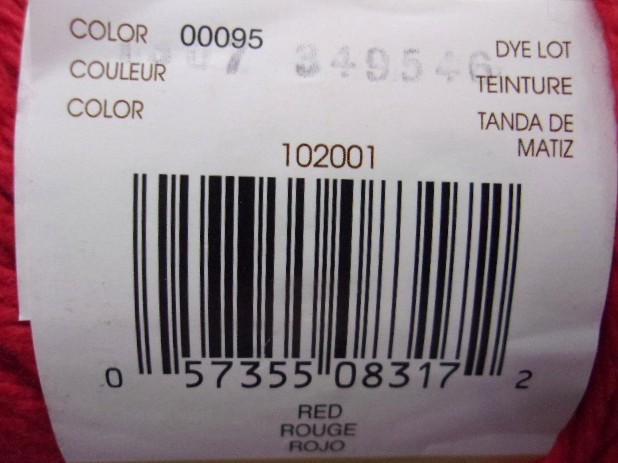 COLOR 00095 DYE LOT
COULEUR TEINTURE
COLOR TANDA DE
MATIZ
349546
102001
0 57355 08317 2
RED
ROUGE
ROJO